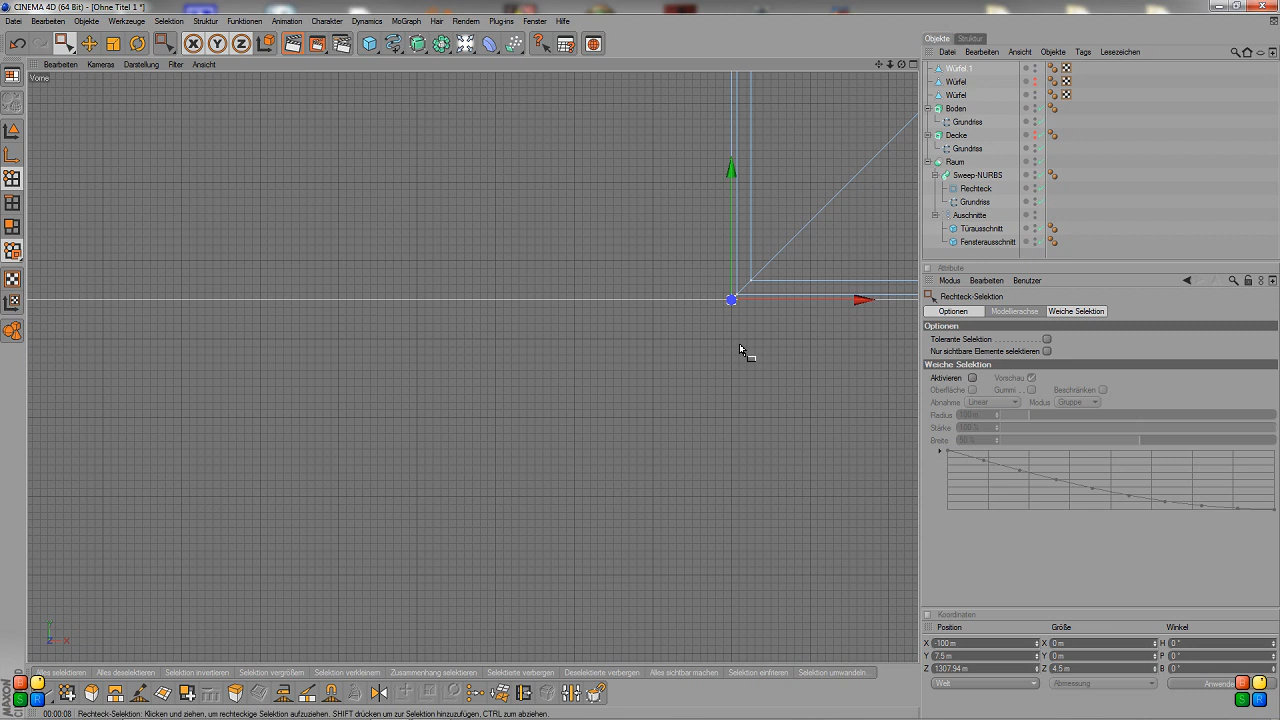 CINEMA 4D (64 Bit) - [Ohne Titel 1 *]
Datei Bearbeiten Objekte Werkzeuge Selektion Struktur Funktionen Animation Charakter Dynamics MoGraph Hair Rendern Plug-ins Fenster Hilfe
Objekte Struktur
Datei Bearbeiten Ansicht Objekte Tags Lesezeichen
Bearbeiten Kameras Darstellung Filter Ansicht
Vorne
Würfel.1
Würfel
Würfel
Boden
Grundriss
Decke
Grundriss
Raum
Sweep-NURBS
Rechteck
Grundriss
Auschnitte
Türausschnitt
Fensterausschnitt
Attribute
Modus Bearbeiten Benutzer
Rechteck-Selektion
Optionen Modellierachse Weiche Selektion
Optionen
Tolerante Selektion
Nur sichtbare Elemente selektieren
Weiche Selektion
Aktivieren Vorschau
Oberfläche Gummi Beschränken
Abnahme Linear Modus Gruppe
Radius 100 m
Stärke 100 %
Breite 50 %
Koordinaten
Position Größe Winkel
X -100 m X 0 m H 0 °
Y 7.5 m Y 0 m P 0 °
Z 1307.94 m Z 4.5 m B 0 °
Welt Abmessung Anwenden
Y
Z X
Alles selektieren Alles deselektieren Selektion invertieren Selektion vergrößern Selektion verkleinern Zusammenhang selektieren Selektierte verbergen Deselektierte verbergen Alles sichtbar machen Selektion einfrieren Selektion umwandeln
MAXON
S R
S R
00:00:08 Rechteck-Selektion: Klicken und ziehen, um rechteckige Selektion aufzuziehen. SHIFT drücken um zur Selektion hinzuzufügen, CTRL zum abziehen.